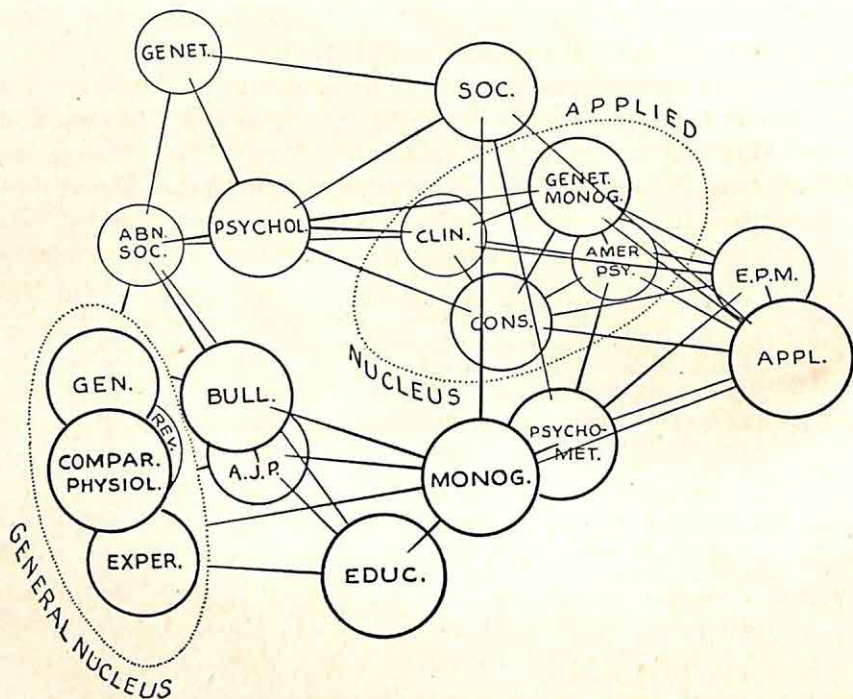 GENET.
SOC.
APPLIED
GENET.
MONOG.
ABN.
SOC.
PSYCHOL.
CLIN.
AMER
PSY.
E.P.M.
CONS.
NUCLEUS
APPL.
GEN.
BULL.
REV.
COMPAR.
PHYSIOL.
A.J.P.
MONOG.
PSYCHO-
MET.
EXPER.
EDUC.
GENERAL NUCLEUS